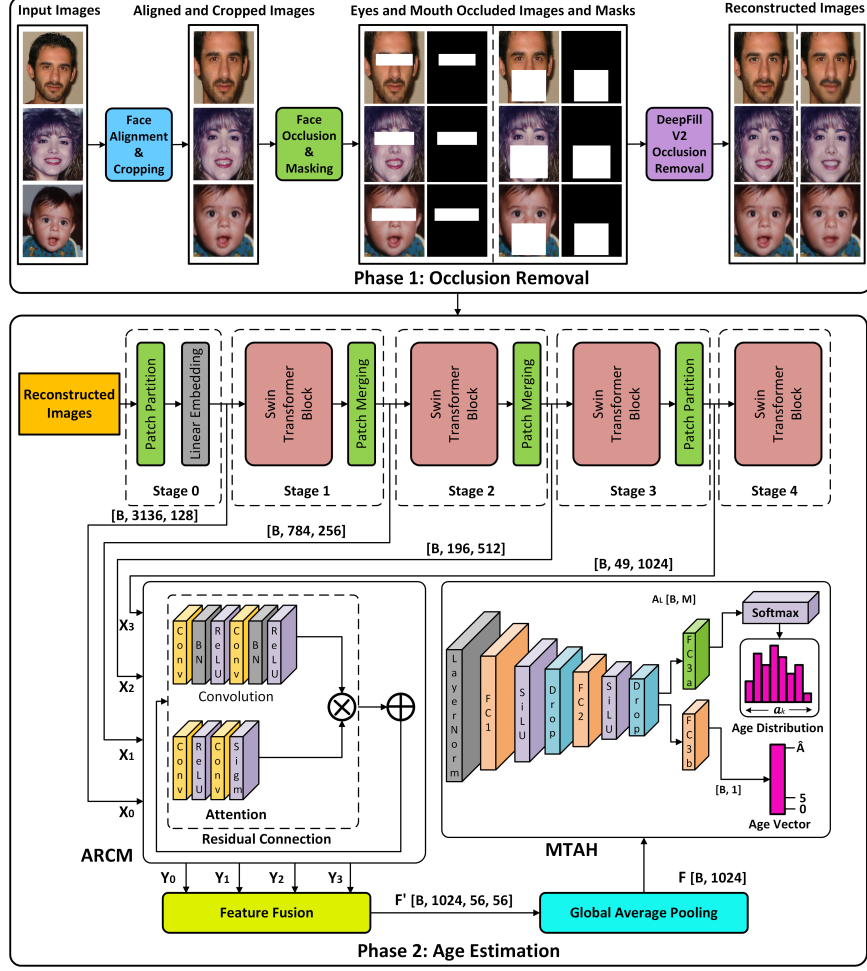 Input Images
Aligned and Cropped Images
Eyes and Mouth Occluded Images and Masks
Reconstructed Images
Face
Alignment
&
Cropping
Face
Occlusion
&
Masking
DeepFill
V2
Occlusion
Removal
Phase 1: Occlusion Removal
Reconstructed
Images
Patch Partition
Linear Embedding
Stage 0
Swin
Transformer
Block
Patch Merging
Stage 1
Swin
Transformer
Block
Patch Merging
Stage 2
Swin
Transformer
Block
Patch Partition
Stage 3
Swin
Transformer
Block
Stage 4
[B, 3136, 128]
[B, 784, 256]
[B, 196, 512]
[B, 49, 1024]
X3
X2
X1
X0
Conv
BN
ReLU
Conv
BN
ReLU
Convolution
Conv
ReLU
Conv
Sigm
Attention
Residual Connection
ARCM
LayerNorm
FC1
SiLU
Drop
FC2
SiLU
Drop
FC3a
FC3b
AL [B, M]
Softmax
ak
Age Distribution
[B, 1]
Â
5
0
Age Vector
MTAH
Y0
Y1
Y2
Y3
Feature Fusion
F' [B, 1024, 56, 56]
Global Average Pooling
F [B, 1024]
Phase 2: Age Estimation